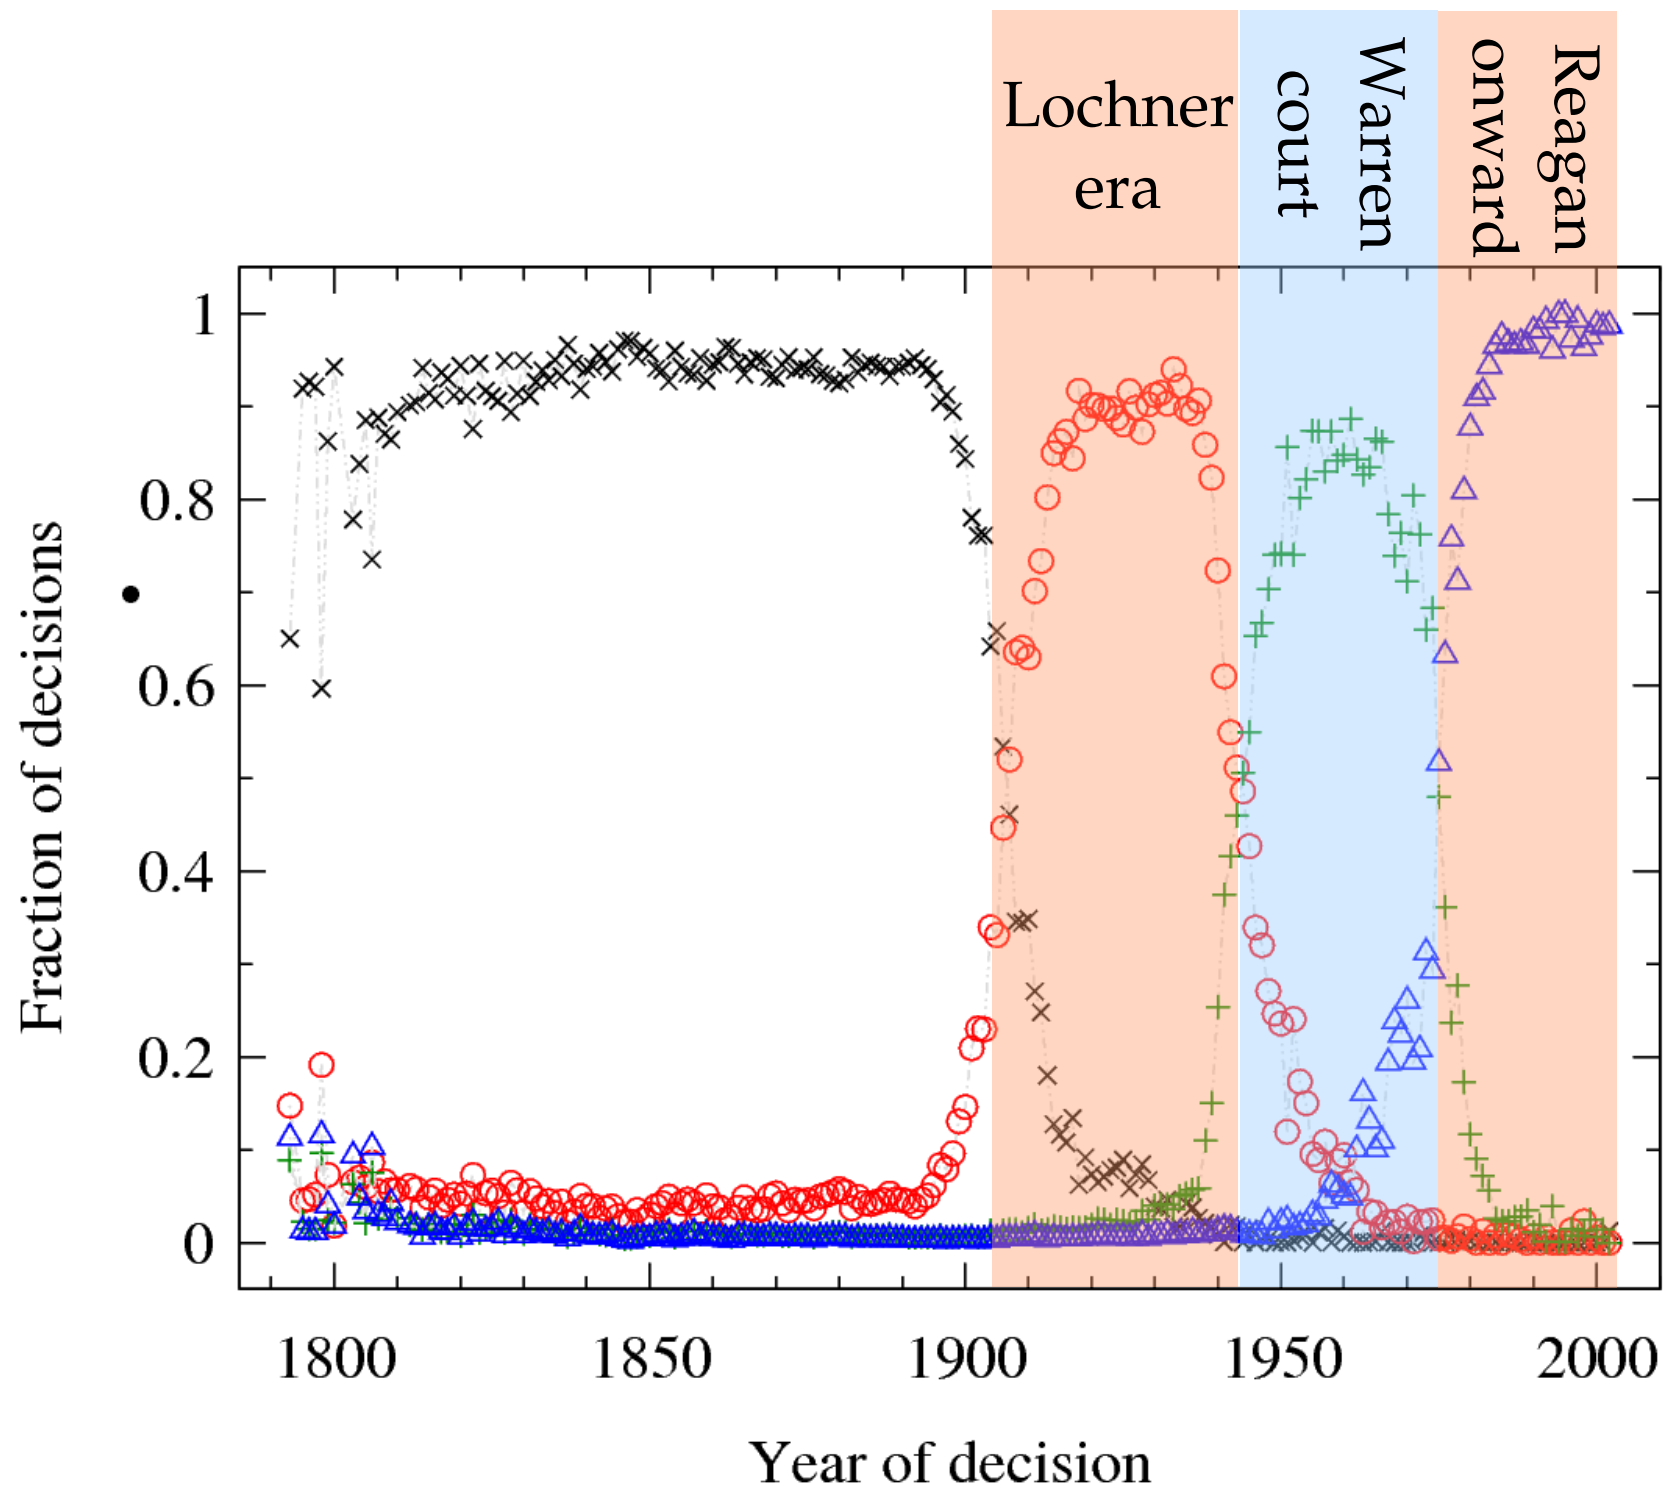 Lochner
era
Warren
court
Reagan
onward
Fraction of decisions
1
0.8
0.6
0.4
0.2
0
1800 1850 1900 1950 2000
Year of decision